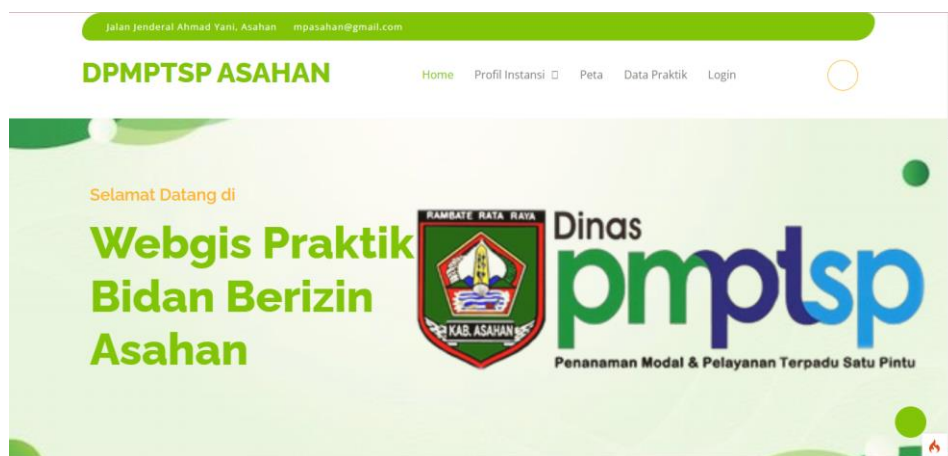 Jalan Jenderal Ahmad Yani, Asahan mpasahan@gmail.com
DPMPTSP ASAHAN
Home Profil Instansi Peta Data Praktik Login
Selamat Datang di
Webgis Praktik
Bidan Berizin
Asahan
RAMBATE RATA RAYA
KAB. ASAHAN
Dinas
pmptsp
Penanaman Modal & Pelayanan Terpadu Satu Pintu